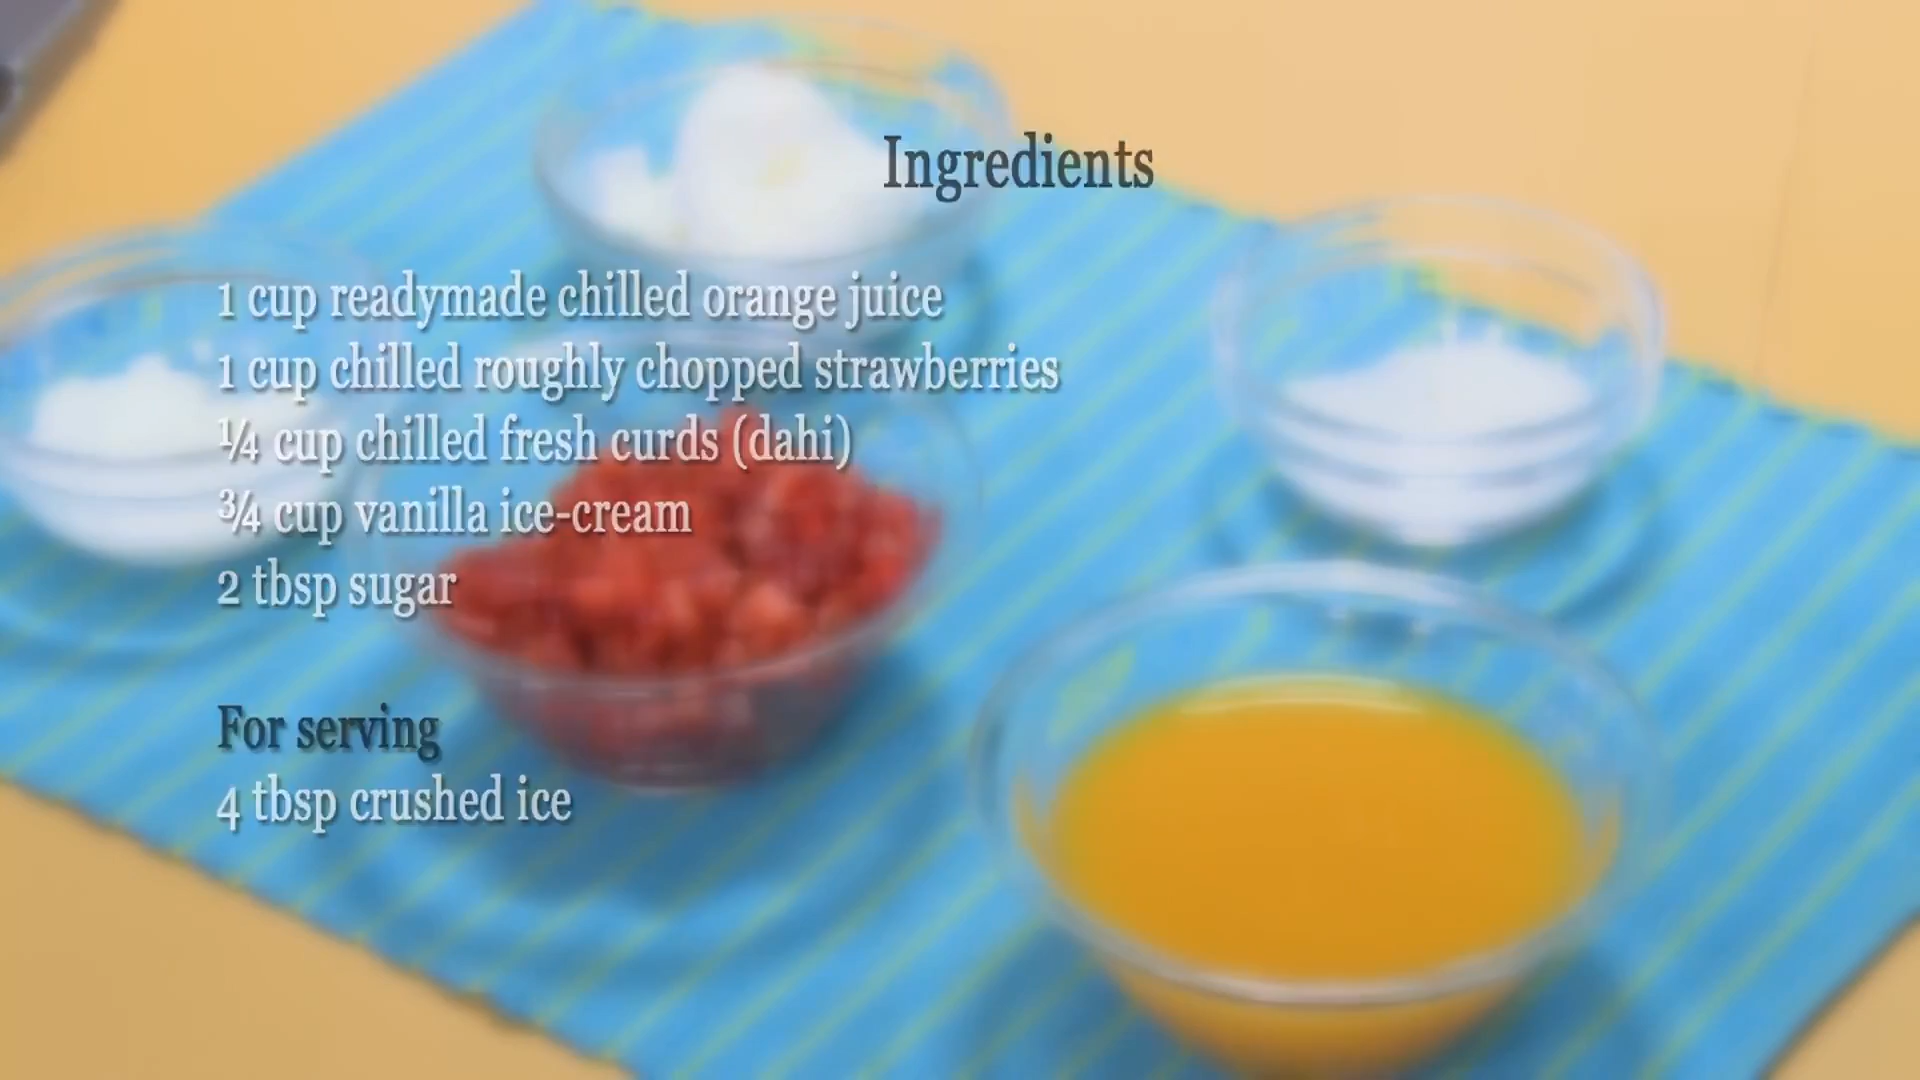 Ingredients
1 cup readymade chilled orange juice
1 cup chilled roughly chopped strawberries
¼ cup chilled fresh curds (dahi)
¾ cup vanilla ice-cream
2 tbsp sugar
For serving
4 tbsp crushed ice